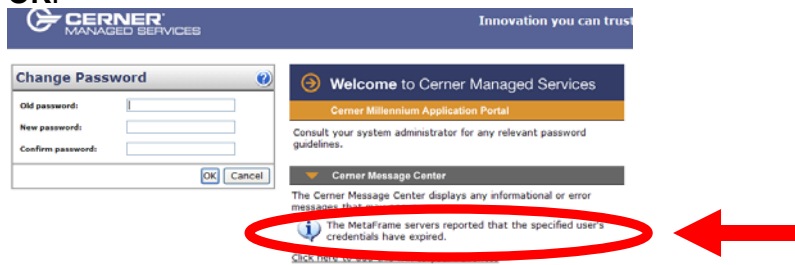 OK.
CERNER
MANAGED SERVICES
Innovation you can trust
Change Password
?
Old password:
New password:
Confirm password:
OK Cancel
Welcome to Cerner Managed Services
Cerner Millennium Application Portal
Consult your system administrator for any relevant password
guidelines.
Cerner Message Center
The Cerner Message Center displays any informational or error
messages that may
i
The MetaFrame servers reported that the specified user's
credentials have expired.
Click here to